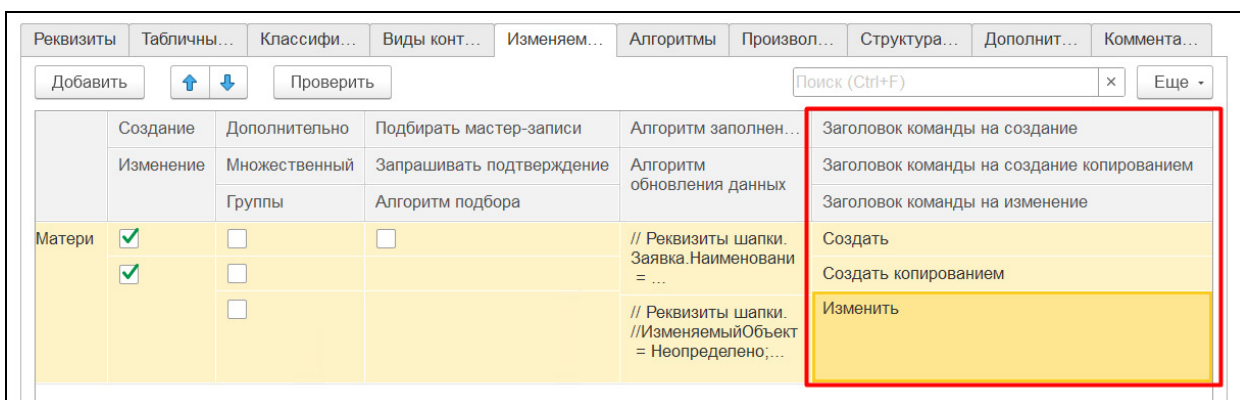 Реквизиты Табличны... Классифи... Виды конт... Изменяем... Алгоритмы Произвол... Структура... Дополнит... Коммента...
Добавить Проверить Поиск (Ctrl+F) × Еще
Создание Дополнительно Подбирать мастер-записи Алгоритм заполнен... Заголовок команды на создание
Изменение Множественный Запрашивать подтверждение Алгоритм обновления данных Заголовок команды на создание копированием
Группы Алгоритм подбора Заголовок команды на изменение
Матери // Реквизиты шапки. Создать
Заявка.Наименовани
= ... Создать копированием
// Реквизиты шапки. Изменить
//ИзменяемыйОбъект
= Неопределено;...